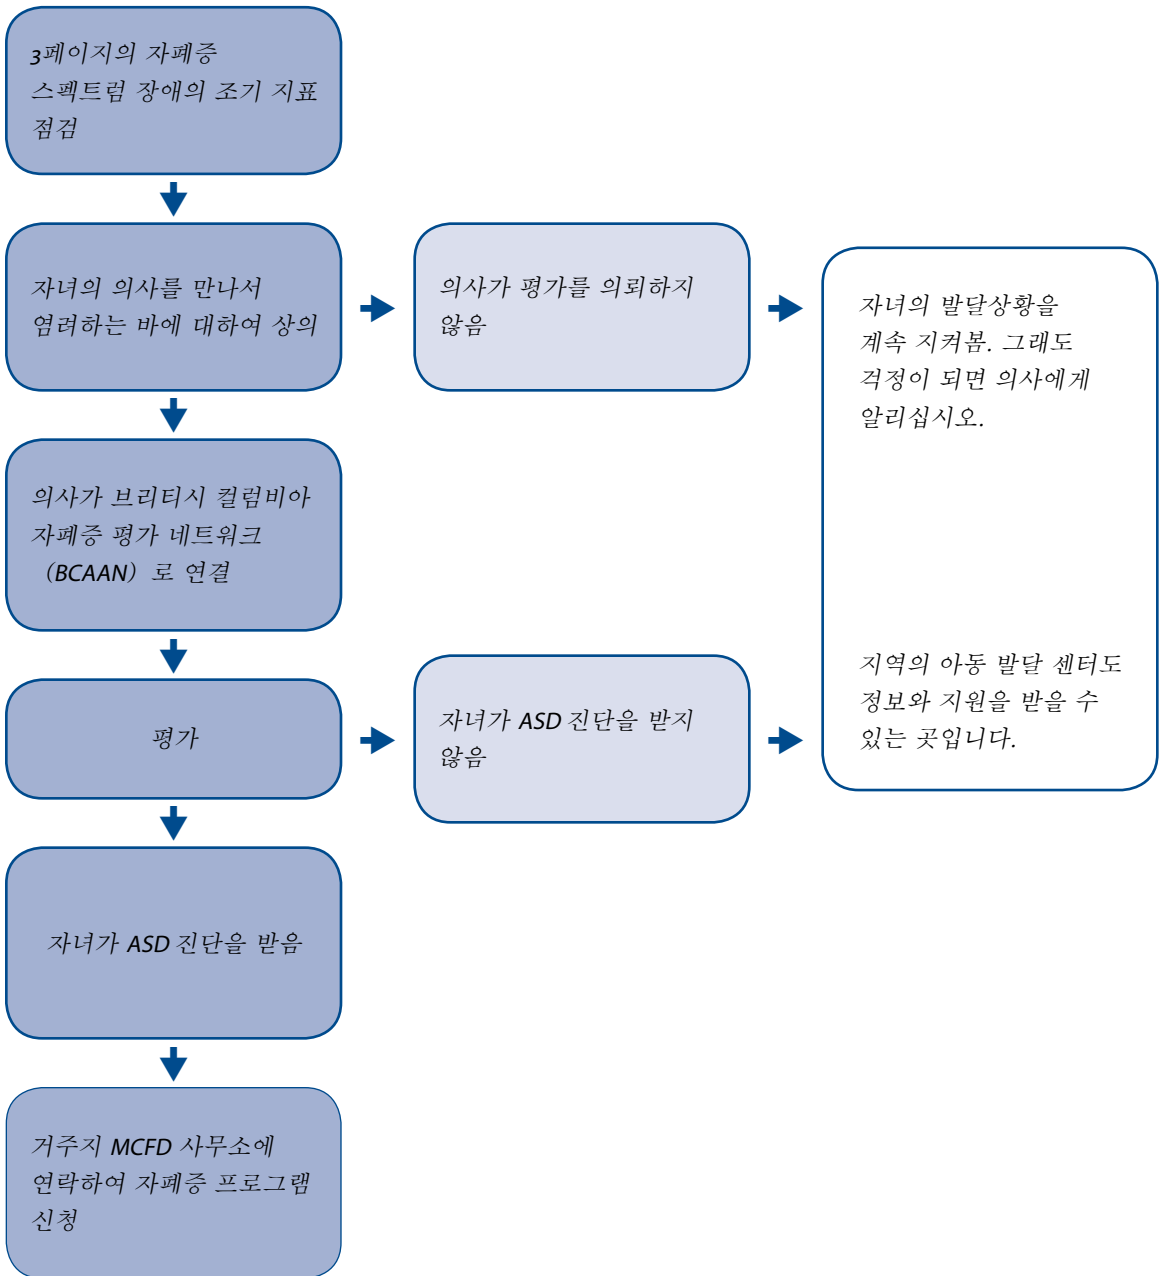 3페이지의 자폐증
스펙트럼 장애의 조기 지표
점검
자녀의 의사를 만나서
염려하는 바에 대하여 상의
의사가 평가를 의뢰하지
않음
자녀의 발달상황을
계속 지켜봄. 그래도
걱정이 되면 의사에게
알리십시오.
의사가 브리티시 컬럼비아
자폐증 평가 네트워크
(BCAAN) 로 연결
평가
자녀가 ASD 진단을 받지
않음
지역의 아동 발달 센터도
정보와 지원을 받을 수
있는 곳입니다.
자녀가 ASD 진단을 받음
거주지 MCFD 사무소에
연락하여 자폐증 프로그램
신청